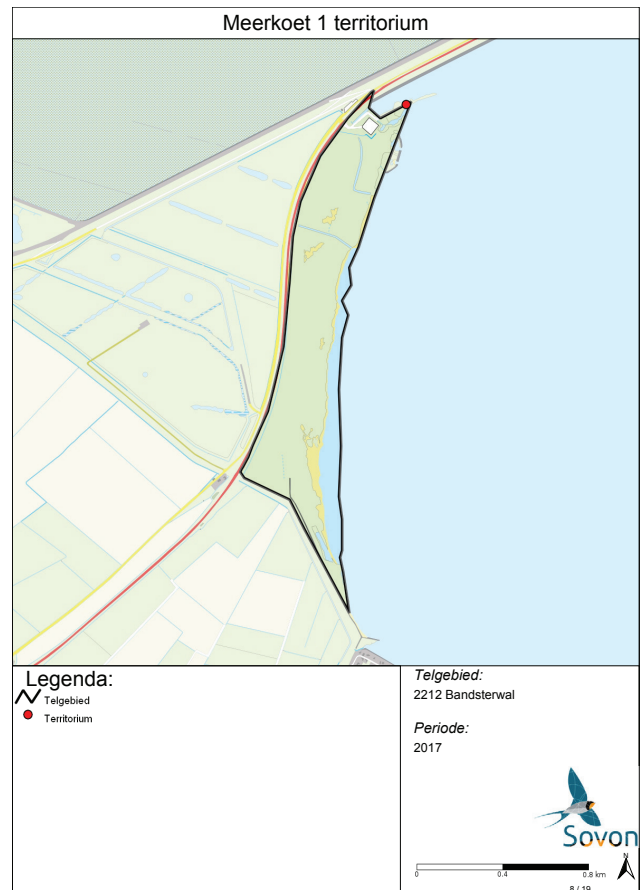 Meerkoet 1 territorium
Legenda:
Telgebied
Territorium
Telgebied:
2212 Bandsterwal
Periode:
2017
Sovon
N
0 0.4 0.8 km
8 / 19